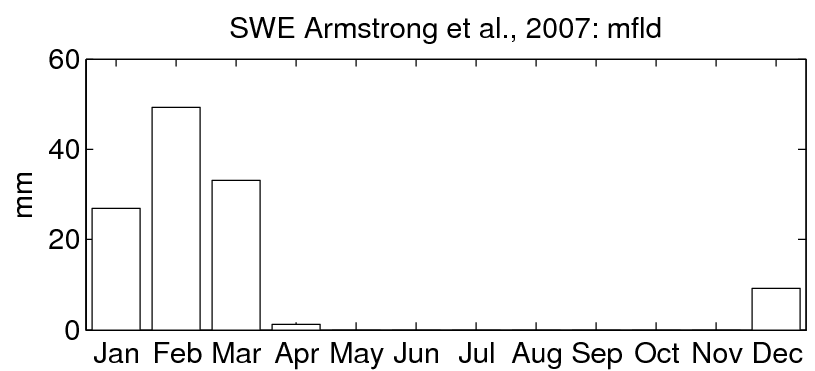 SWE Armstrong et al., 2007: mfld
60
40
20
0
mm
Jan Feb Mar Apr May Jun Jul Aug Sep Oct Nov Dec